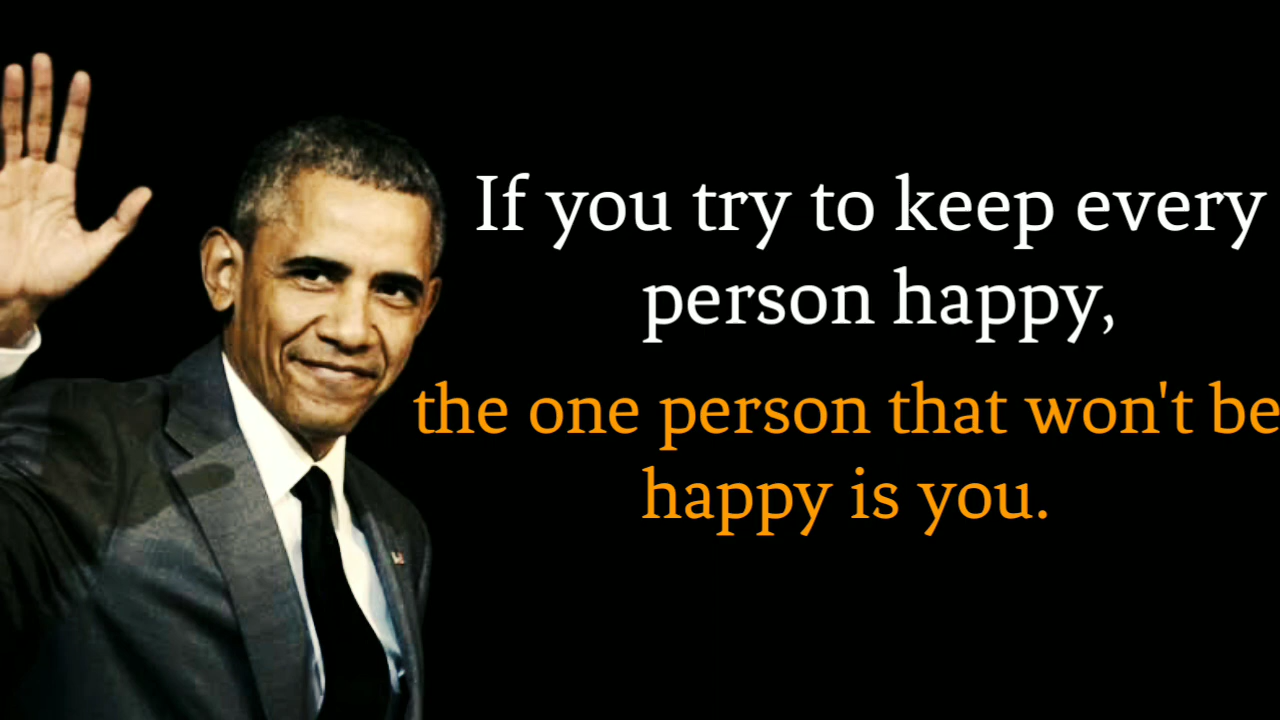 If you try to keep every
person happy,
the one person that won't be
happy is you.